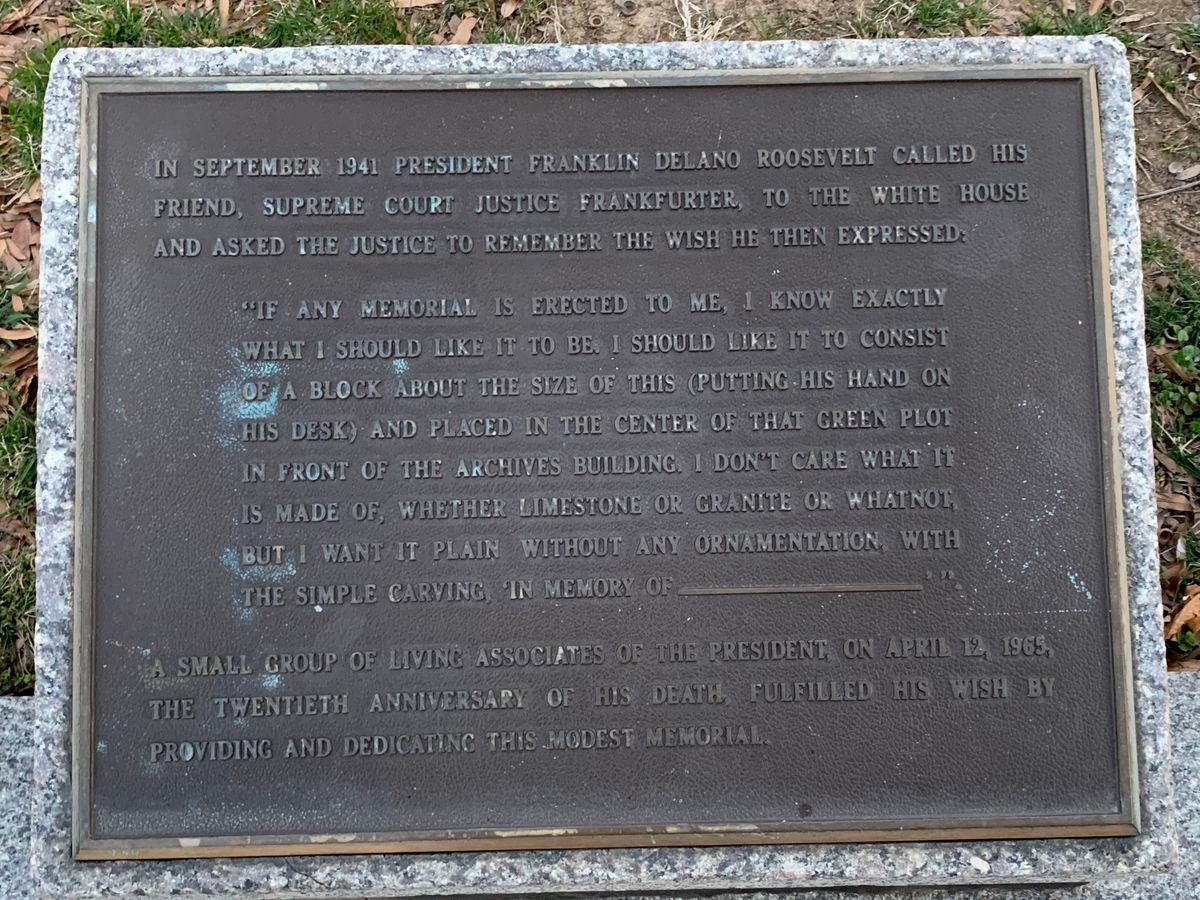 IN SEPTEMBER 1941 PRESIDENT FRANKLIN DELANO ROOSEVELT CALLED HIS
FRIEND, SUPREME COURT JUSTICE FRANKFURTER, TO THE WHITE HOUSE
AND ASKED THE JUSTICE TO REMEMBER THE WISH HE THEN EXPRESSED:
"IF ANY MEMORIAL IS ERECTED TO ME, I KNOW EXACTLY
WHAT I SHOULD LIKE IT TO BE. I SHOULD LIKE IT TO CONSIST
OF A BLOCK ABOUT THE SIZE OF THIS (PUTTING HIS HAND ON
HIS DESK) AND PLACED IN THE CENTER OF THAT GREEN PLOT
IN FRONT OF THE ARCHIVES BUILDING. I DON'T CARE WHAT IT
IS MADE OF, WHETHER LIMESTONE OR GRANITE OR WHATNOT,
BUT I WANT IT PLAIN WITHOUT ANY ORNAMENTATION, WITH
THE SIMPLE CARVING, 'IN MEMORY OF ____________' ".
A SMALL GROUP OF LIVING ASSOCIATES OF THE PRESIDENT, ON APRIL 12, 1965,
THE TWENTIETH ANNIVERSARY OF HIS DEATH, FULFILLED HIS WISH BY
PROVIDING AND DEDICATING THIS MODEST MEMORIAL.